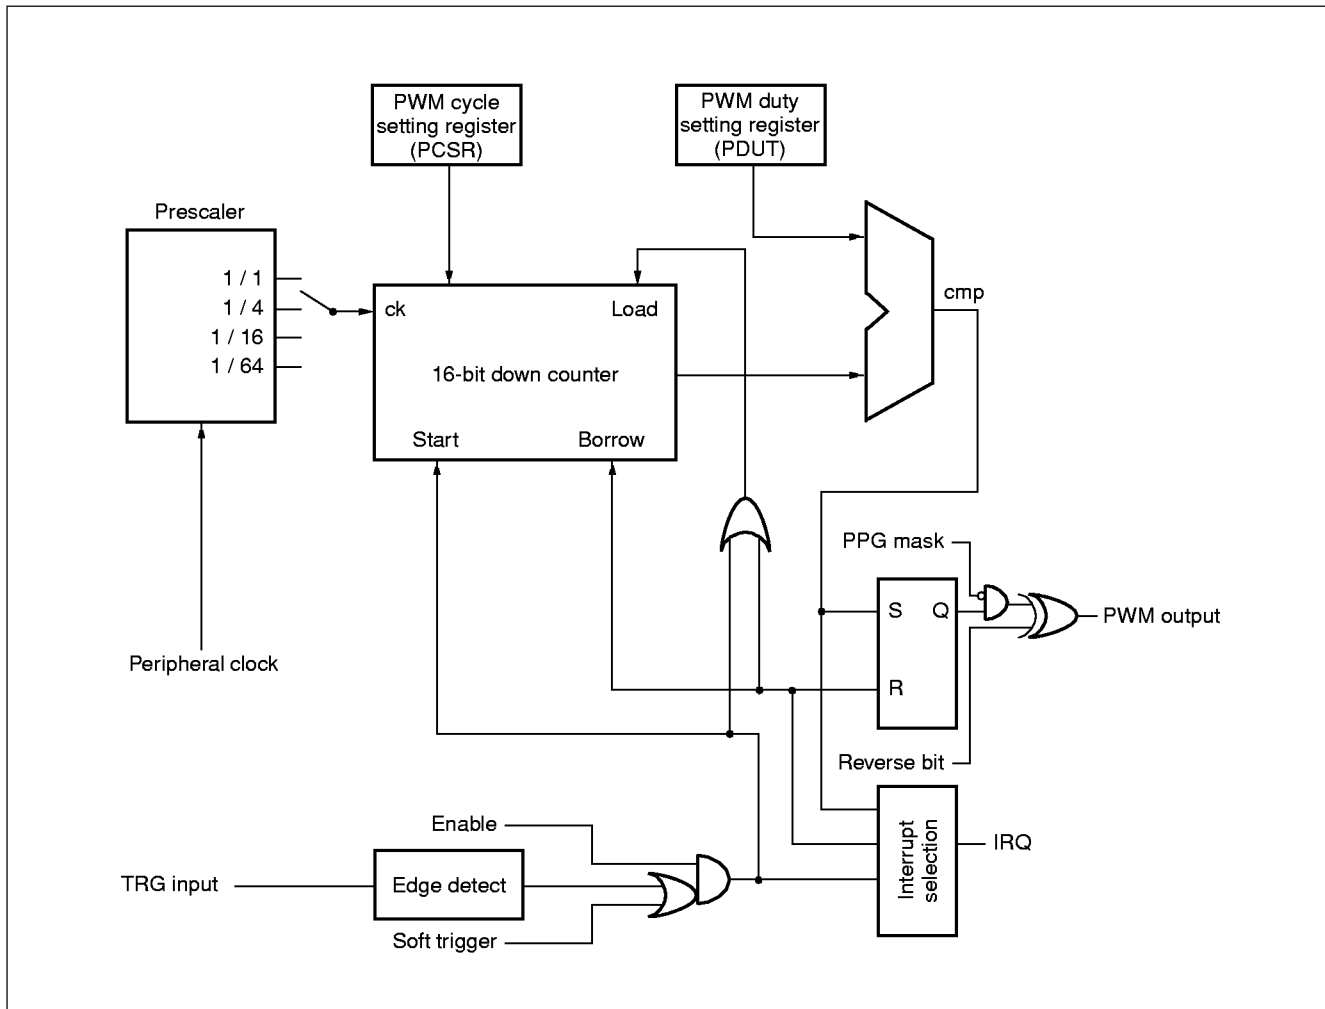 PWM cycle
setting register
(PCSR)
PWM duty
setting register
(PDUT)
Prescaler
1 / 1
1 / 4
1 / 16
1 / 64
ck
Load
16-bit down counter
Start
Borrow
cmp
Peripheral clock
PPG mask
S
Q
R
PWM output
Reverse bit
Enable
TRG input
Edge detect
Soft trigger
Interrupt
selection
IRQ